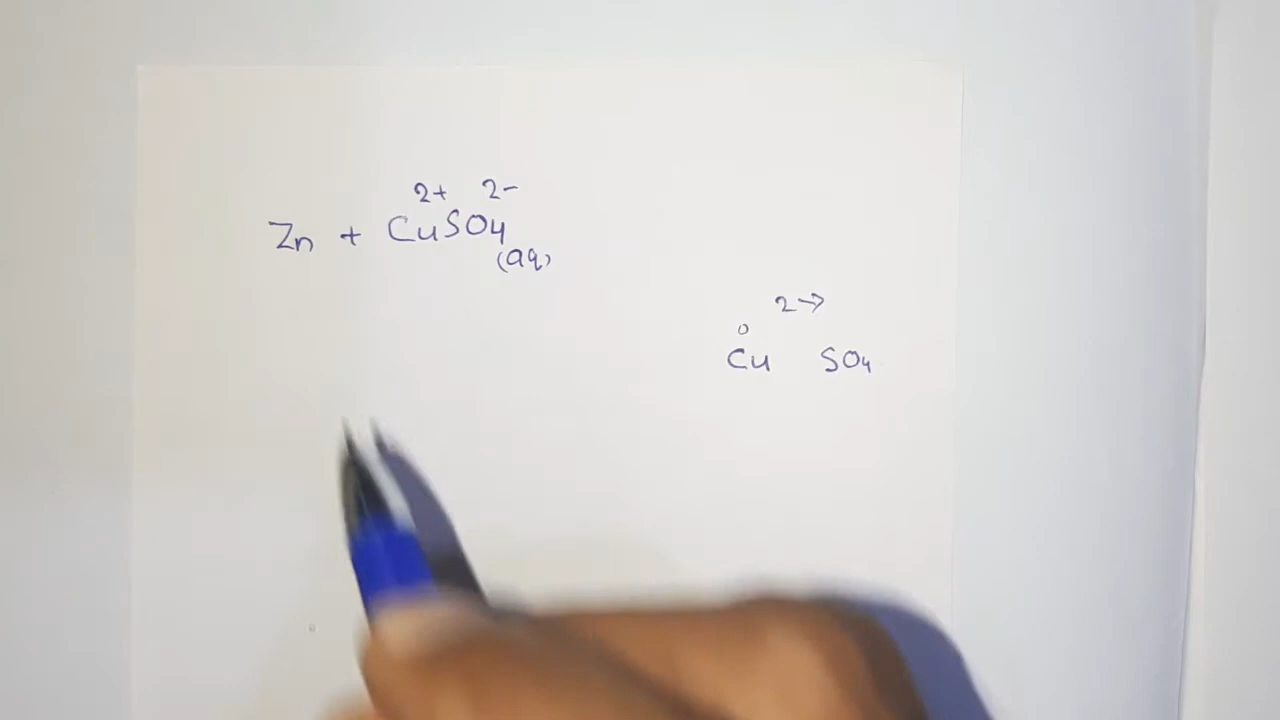 2+ 2-
Zn + CuSO4
(aq)
2→
0
Cu SO4